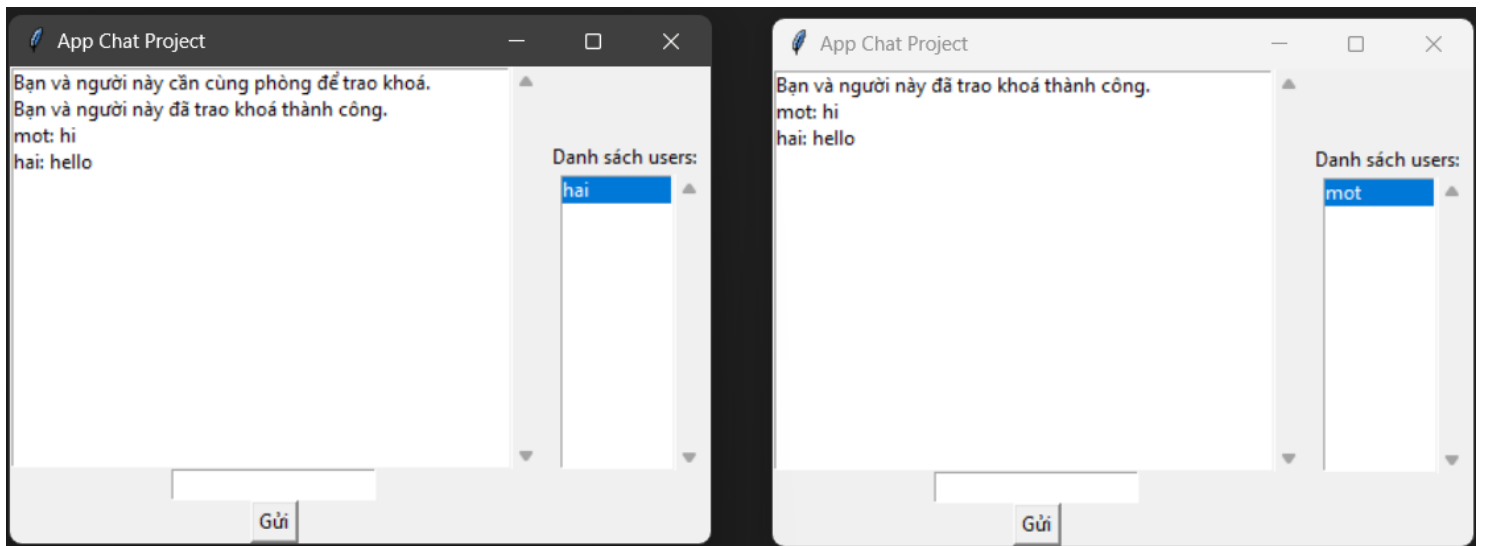 App Chat Project
Bạn và người này cần cùng phòng để trao khoá.
Bạn và người này đã trao khoá thành công.
mot: hi
hai: hello
Danh sách users:
hai
Gửi
App Chat Project
Bạn và người này đã trao khoá thành công.
mot: hi
hai: hello
Danh sách users:
mot
Gửi